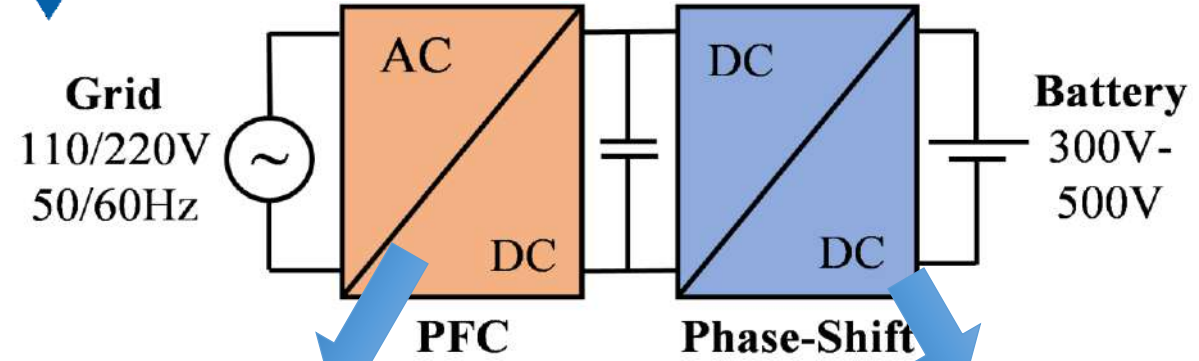 Grid
110/220V
50/60Hz
~
AC
DC
PFC
DC
DC
Phase-Shift
Battery
300V-
500V